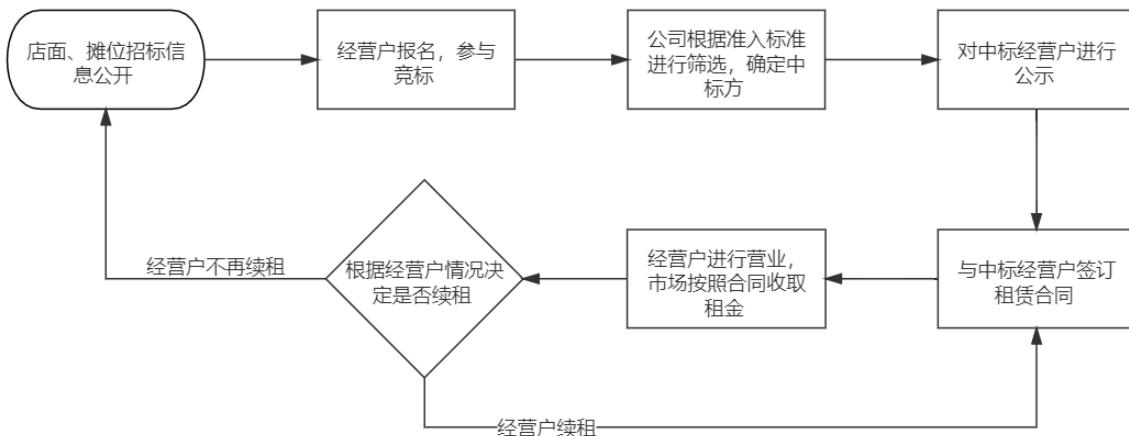 店面、摊位招标信
息公开
经营户报名，参与
竞标
公司根据准入标准
进行筛选，确定中
标方
对中标经营户进行
公示
与中标经营户签订
租赁合同
经营户进行营业，
市场按照合同收取
租金
根据经营户情况决
定是否续租
经营户不再续租
经营户续租